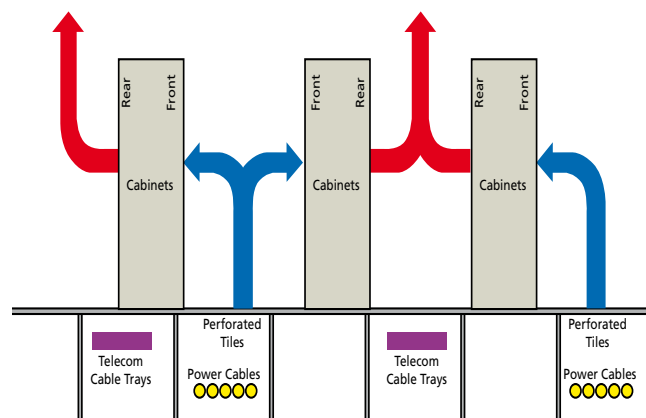 Rear
Front
Front
Rear
Rear
Front
Cabinets
Cabinets
Cabinets
Telecom
Cable Trays
Perforated
Tiles
Power Cables
Telecom
Cable Trays
Perforated
Tiles
Power Cables